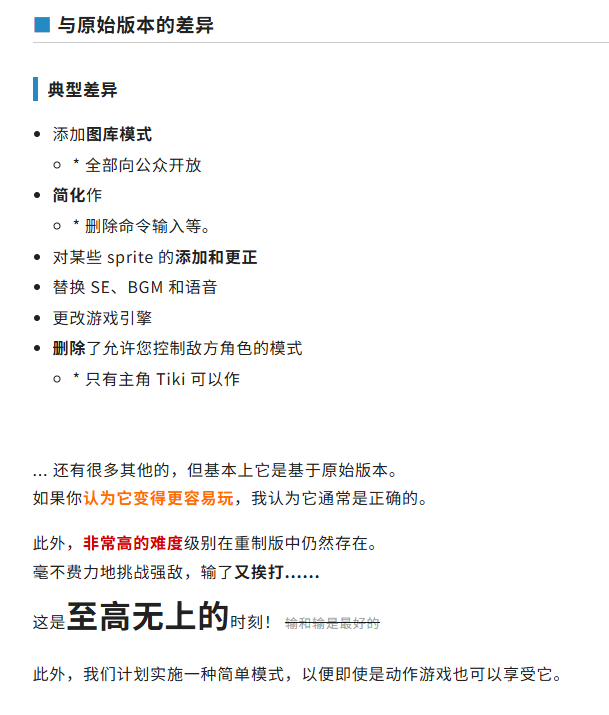 与原始版本的差异
典型差异
添加图库模式
* 全部向公众开放
简化作
* 删除命令输入等。
对某些 sprite 的添加和更正
替换 SE、BGM 和语音
更改游戏引擎
删除了允许您控制敌方角色的模式
* 只有主角 Tiki 可以作
... 还有很多其他的，但基本上它是基于原始版本。
如果你认为它变得更容易玩，我认为它通常是正确的。
此外，非常高的难度级别在重制版中仍然存在。
毫不费力地挑战强敌，输了又挨打......
这是至高无上的时刻！ 输和输是最好的
此外，我们计划实施一种简单模式，以便即使是动作游戏也可以享受它。